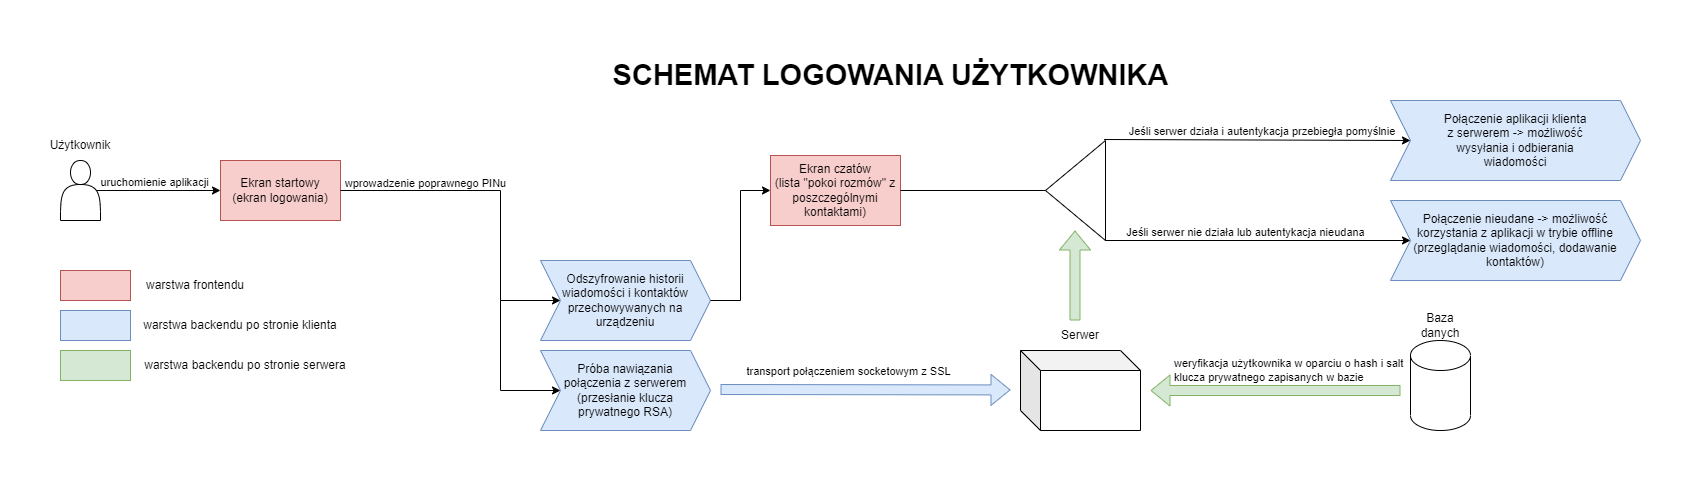 SCHEMAT LOGOWANIA UŻYTKOWNIKA
Użytkownik
uruchomienie aplikacji
Ekran startowy
(ekran logowania)
wprowadzenie poprawnego PINu
Ekran czatów
(lista "pokoi rozmów" z
poszczególnymi
kontaktami)
Jeśli serwer działa i autentykacja przebiegła pomyślnie
Połączenie aplikacji klienta
z serwerem -> możliwość
wysyłania i odbierania
wiadomości
Jeśli serwer nie działa lub autentykacja nieudana
Połączenie nieudane -> możliwość
korzystania z aplikacji w trybie offline
(przeglądanie wiadomości, dodawanie
kontaktów)
warstwa frontendu
warstwa backendu po stronie klienta
warstwa backendu po stronie serwera
Odszyfrowanie historii
wiadomości i kontaktów
przechowywanych na
urządzeniu
Próba nawiązania
połączenia z serwerem
(przesłanie klucza
prywatnego RSA)
transport połączeniem socketowym z SSL
Serwer
weryfikacja użytkownika w oparciu o hash i salt
klucza prywatnego zapisanych w bazie
Baza
danych